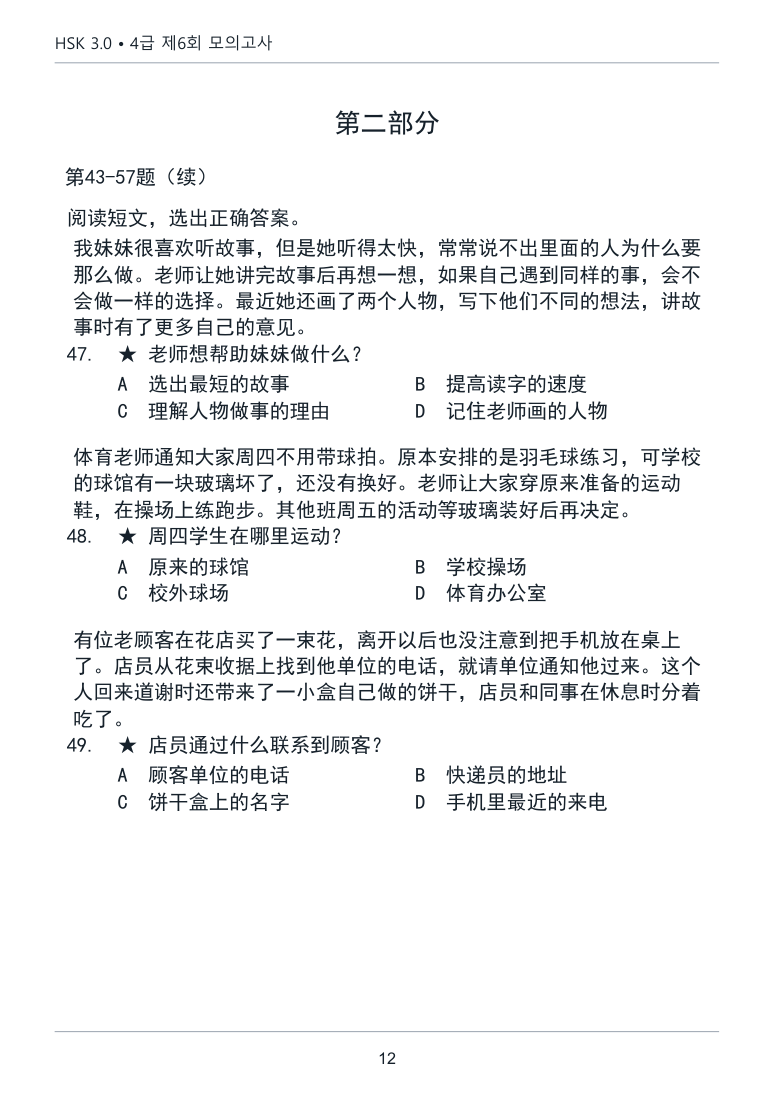 HSK 3.0 • 4급 제6회 모의고사
第二部分
第43-57题（续）
阅读短文，选出正确答案。
我妹妹很喜欢听故事，但是她听得太快，常常说不出里面的人为什么要
那么做。老师让她讲完故事后再想一想，如果自己遇到同样的事，会不
会做一样的选择。最近她还画了两个人物，写下他们不同的想法，讲故
事时有了更多自己的意见。
47. ★ 老师想帮助妹妹做什么？
A 选出最短的故事 B 提高读字的速度
C 理解人物做事的理由 D 记住老师画的人物
体育老师通知大家周四不用带球拍。原本安排的是羽毛球练习，可学校
的球馆有一块玻璃坏了，还没有换好。老师让大家穿原来准备的运动
鞋，在操场上练跑步。其他班周五的活动等玻璃装好后再决定。
48. ★ 周四学生在哪里运动？
A 原来的球馆 B 学校操场
C 校外球场 D 体育办公室
有位老顾客在花店买了一束花，离开以后也没注意到把手机放在桌上
了。店员从花束收据上找到他单位的电话，就请单位通知他过来。这个
人回来道谢时还带来了一小盒自己做的饼干，店员和同事在休息时分着
吃了。
49. ★ 店员通过什么联系到顾客？
A 顾客单位的电话 B 快递员的地址
C 饼干盒上的名字 D 手机里最近的来电
12